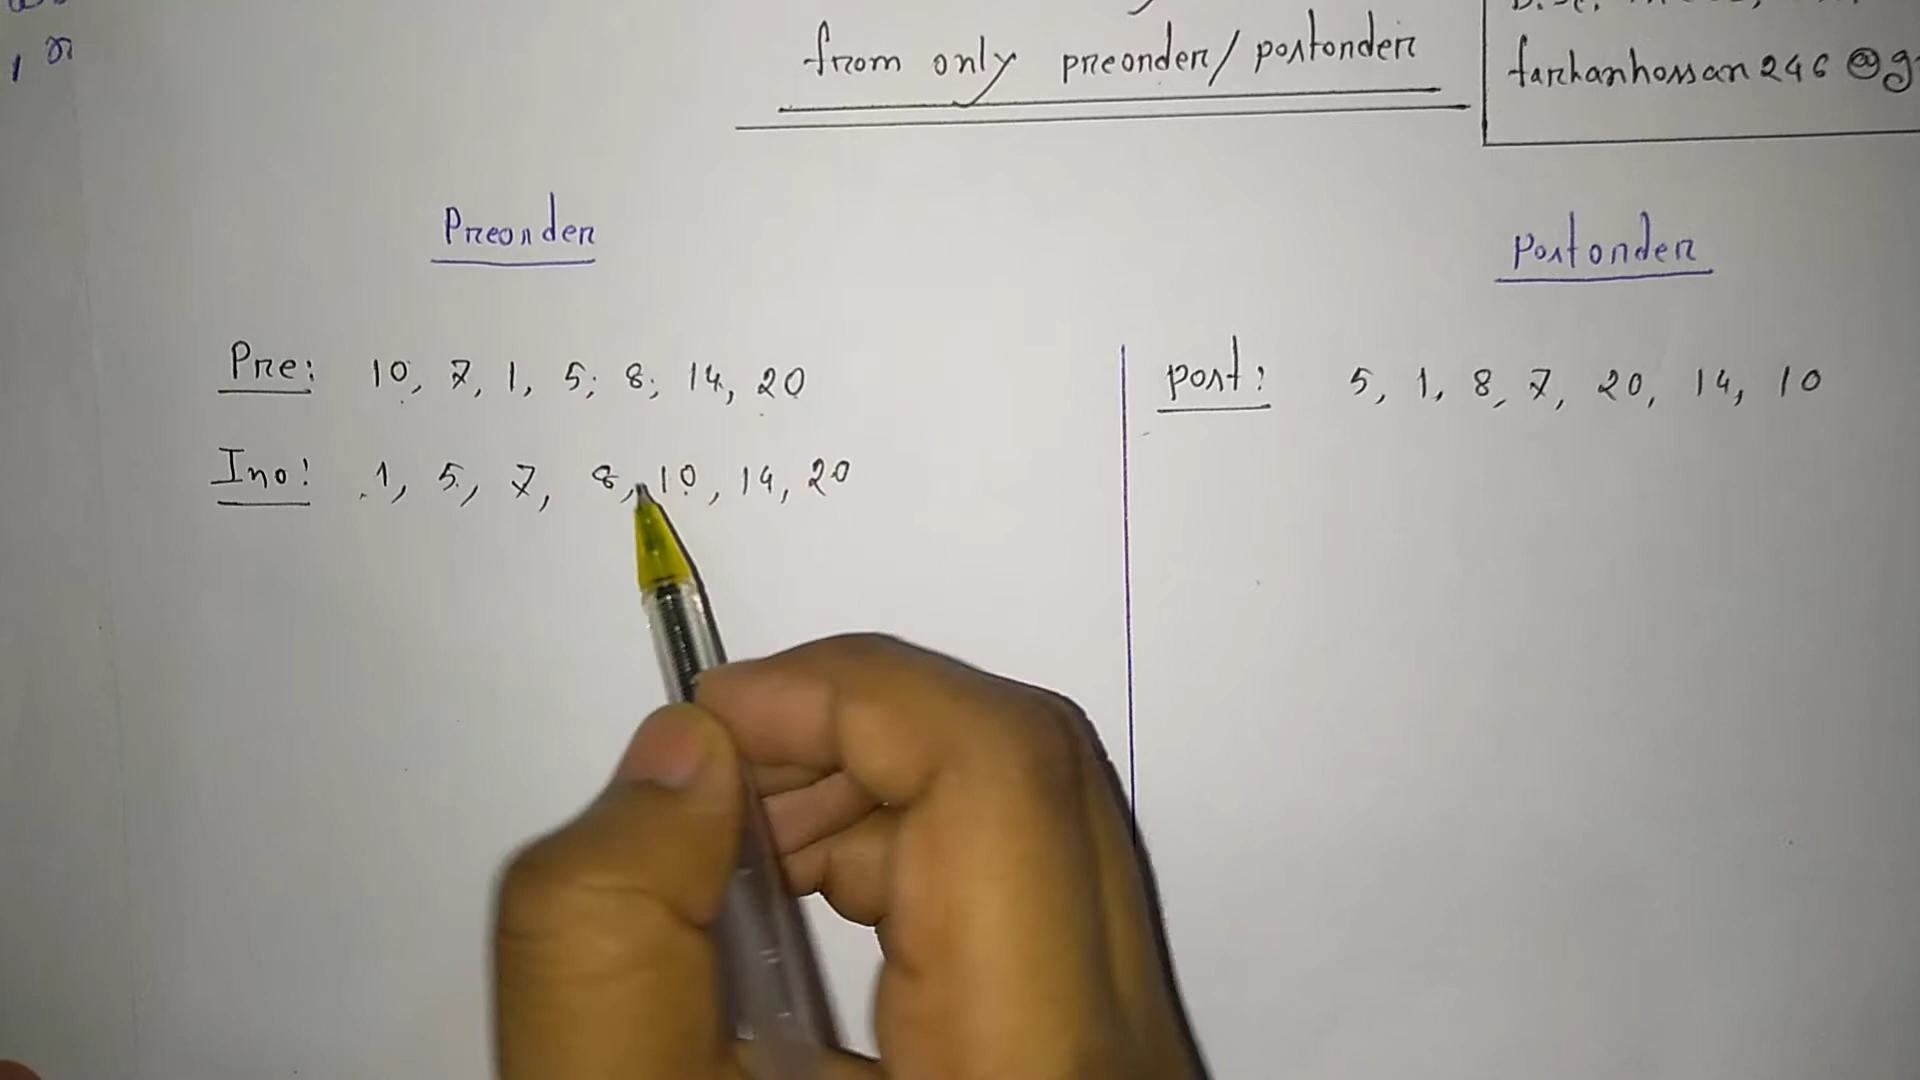 from only preorder/postorder
farhanhossan246@g
Preorder
Postorder
Pre: 10, 7, 1, 5, 8, 14, 20
Ino: 1, 5, 7, 8, 10, 14, 20
post: 5, 1, 8, 7, 20, 14, 10